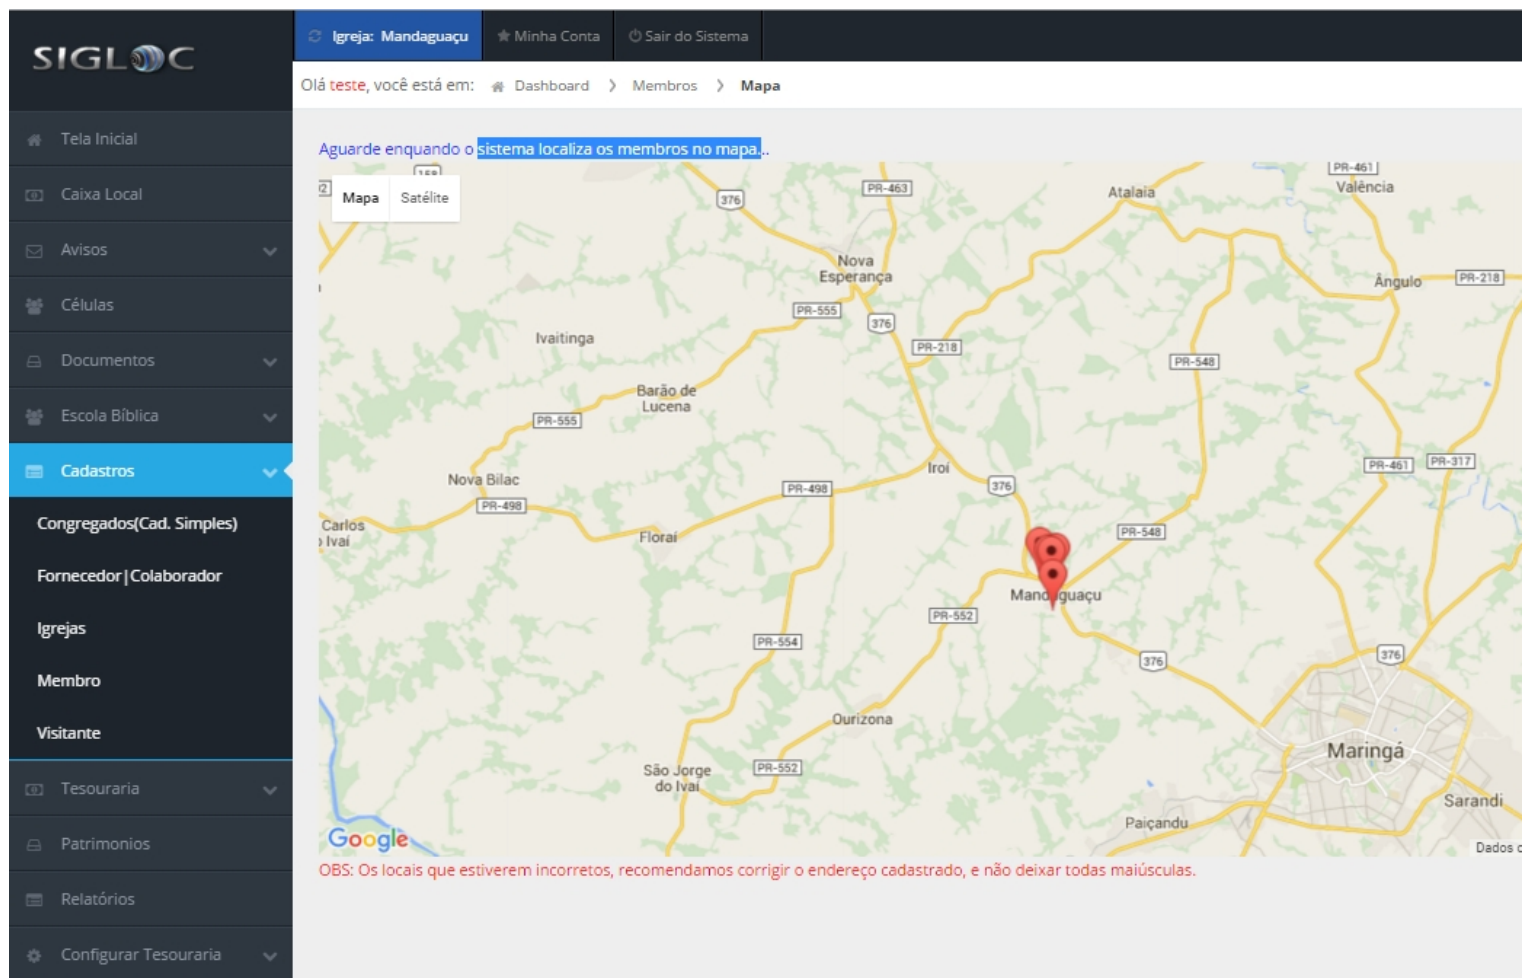 SIGLOC
Igreja: Mandaguaçu
Minha Conta
Sair do Sistema
Olá teste, você está em: Dashboard > Membros > Mapa
Tela Inicial
Caixa Local
Avisos
Células
Documentos
Escola Bíblica
Cadastros
Congregados(Cad. Simples)
Fornecedor|Colaborador
Igrejas
Membro
Visitante
Tesouraria
Patrimonios
Relatórios
Configurar Tesouraria
Aguarde enquando o sistema localiza os membros no mapa...
Mapa
Satélite
158
376
PR-463
Atalaia
PR-461
Valência
Nova
Esperança
Ângulo
PR-218
PR-555
376
Ivaitinga
PR-218
PR-548
Barão de
Lucena
PR-555
Iroí
PR-461
PR-317
Nova Bilac
PR-498
376
PR-498
Carlos
Ivaí
Floraí
PR-548
Mandaguaçu
PR-552
PR-554
376
376
Ourizona
Maringá
São Jorge
do Ivaí
PR-552
Sarandi
Paiçandu
Google
Dados
OBS: Os locais que estiverem incorretos, recomendamos corrigir o endereço cadastrado, e não deixar todas maiúsculas.